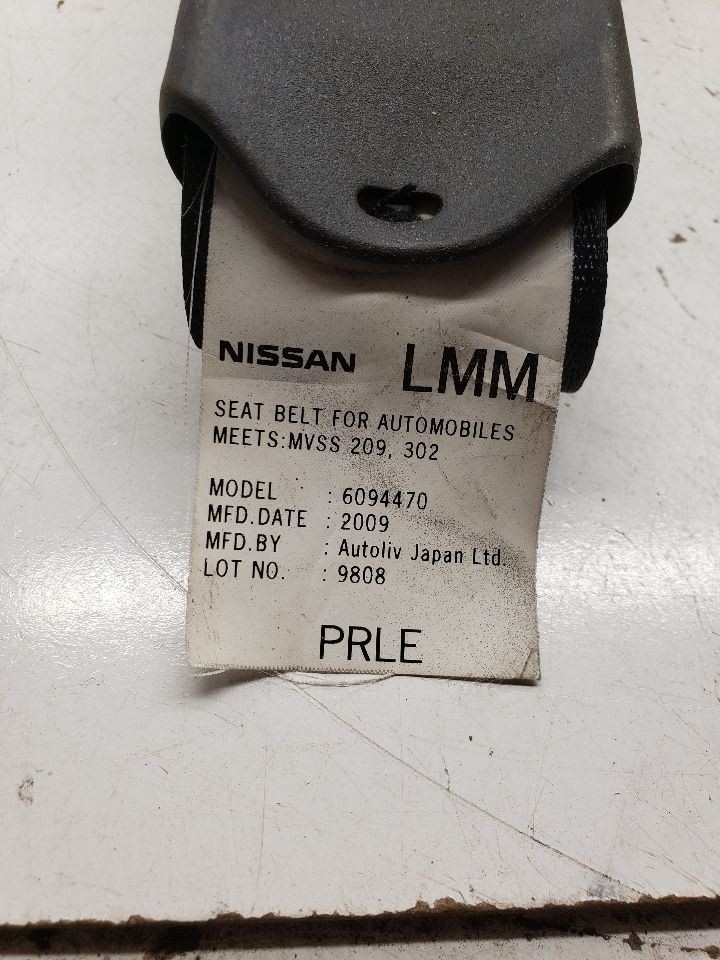 NISSAN LMM
SEAT BELT FOR AUTOMOBILES
MEETS:MVSS 209, 302
MODEL : 6094470
MFD.DATE : 2009
MFD.BY : Autoliv Japan Ltd.
LOT NO. : 9808
PRLE